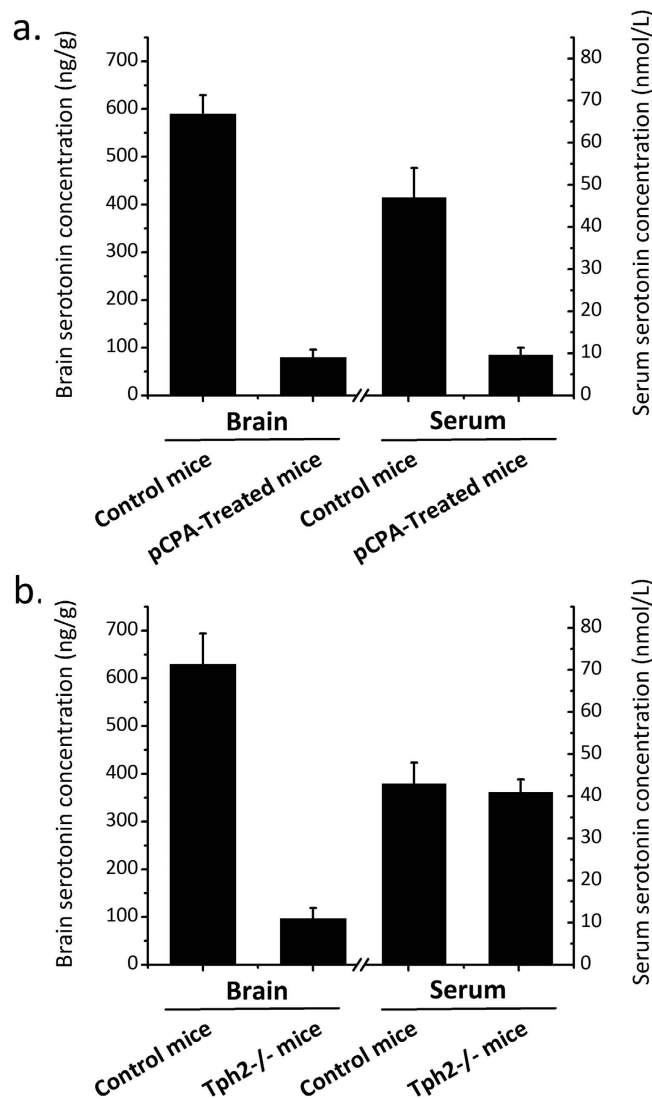 a.
Brain serotonin concentration (ng/g)
700
600
500
400
300
200
100
0
Serum serotonin concentration (nmol/L)
80
70
60
50
40
30
20
10
0
Brain
Serum
Control mice
pCPA-Treated mice
Control mice
pCPA-Treated mice
b.
Brain serotonin concentration (ng/g)
700
600
500
400
300
200
100
0
Serum serotonin concentration (nmol/L)
80
70
60
50
40
30
20
10
0
Brain
Serum
Control mice
Tph2-/- mice
Control mice
Tph2-/- mice